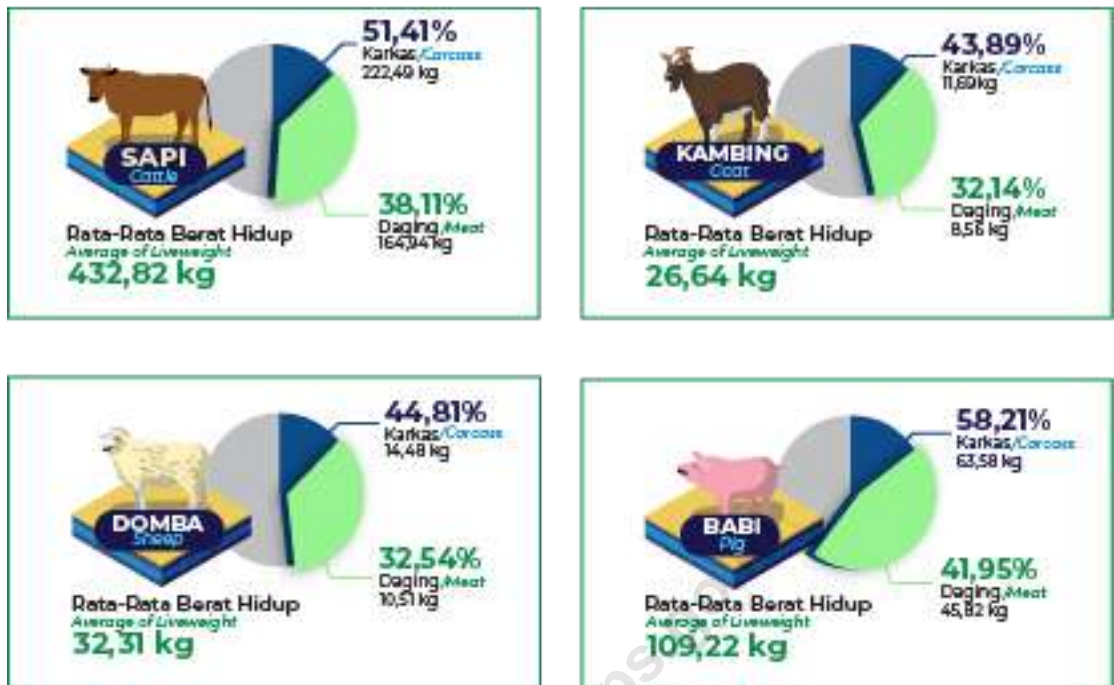 51,41%
Karkas/Carcass
222,49 kg
SAPI
Cattle
38,11%
Daging/Meat
164,94 kg
Rata-Rata Berat Hidup
Average of Liveweight
432,82 kg
43,89%
Karkas/Carcass
11,69 kg
KAMBING
Goat
32,14%
Daging/Meat
8,56 kg
Rata-Rata Berat Hidup
Average of Liveweight
26,64 kg
44,81%
Karkas/Carcass
14,48 kg
DOMBA
Sheep
32,54%
Daging/Meat
10,51 kg
Rata-Rata Berat Hidup
Average of Liveweight
32,31 kg
58,21%
Karkas/Carcass
63,58 kg
BABI
Pig
41,95%
Daging/Meat
45,82 kg
Rata-Rata Berat Hidup
Average of Liveweight
109,22 kg